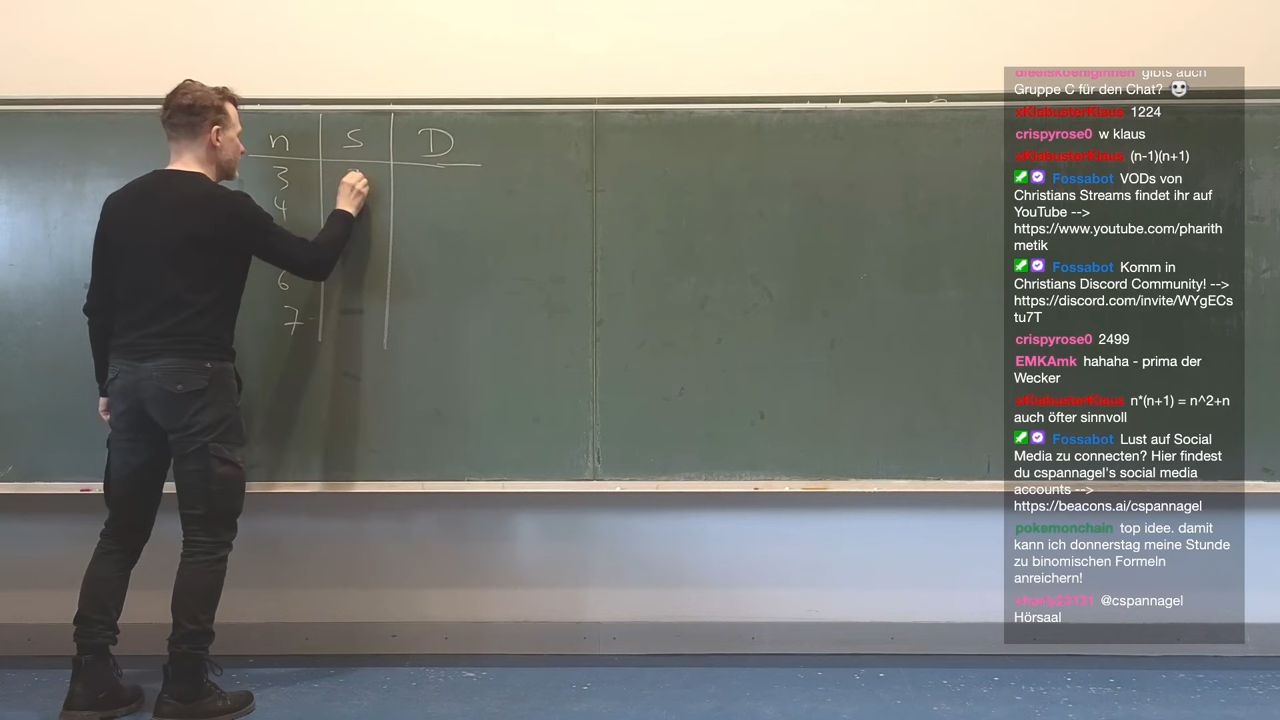 n S D
3
4
6
7
gibts auch
Gruppe C für den Chat?
xKlabusterKlaus 1224
crispyrose0 w klaus
xKlabusterKlaus (n-1)(n+1)
Fossabot VODs von
Christians Streams findet ihr auf
YouTube -->
https://www.youtube.com/pharith
metik
Fossabot Komm in
Christians Discord Community! -->
https://discord.com/invite/WYgECs
tu7T
crispyrose0 2499
EMKAmk hahaha - prima der
Wecker
xKlabusterKlaus n*(n+1) = n^2+n
auch öfter sinnvoll
Fossabot Lust auf Social
Media zu connecten? Hier findest
du cspannagel's social media
accounts -->
https://beacons.ai/cspannagel
pokemonchain top idee. damit
kann ich donnerstag meine Stunde
zu binomischen Formeln
anreichern!
@cspannagel
Hörsaal